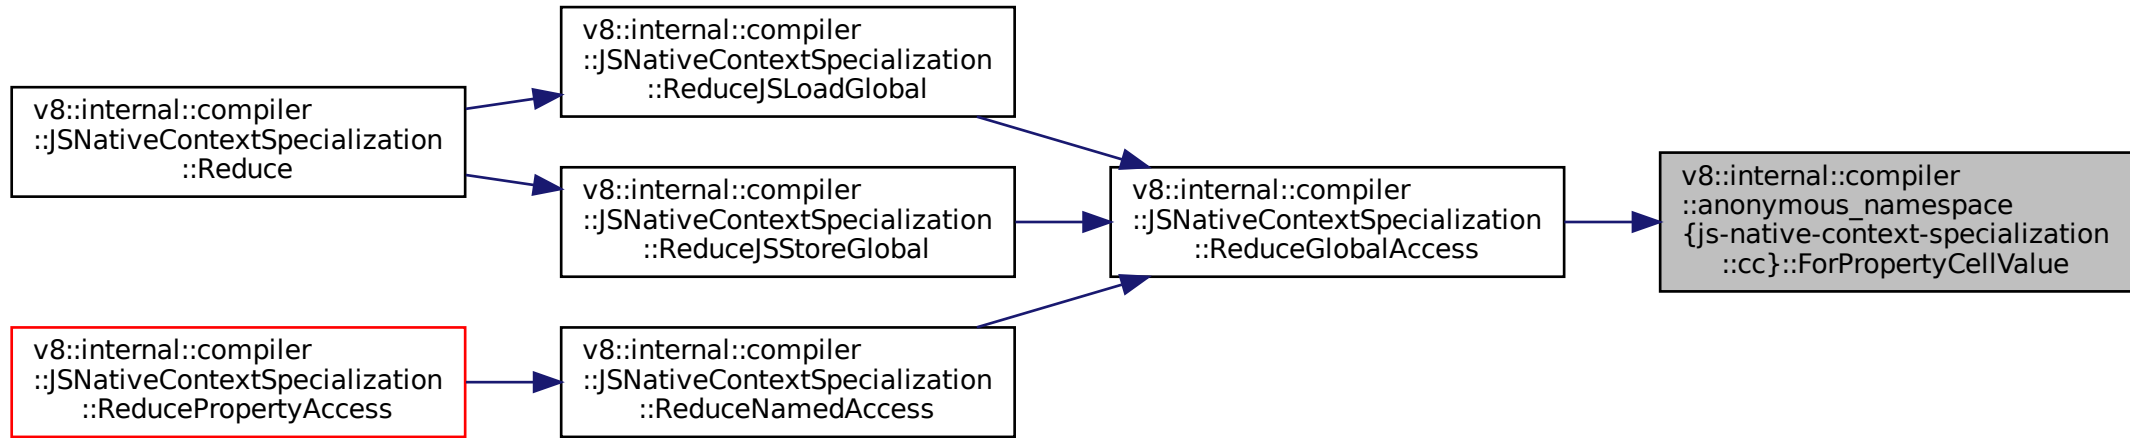 v8::internal::compiler
::JSNativeContextSpecialization
::Reduce
v8::internal::compiler
::JSNativeContextSpecialization
::ReducePropertyAccess
v8::internal::compiler
::JSNativeContextSpecialization
::ReduceJSLoadGlobal
v8::internal::compiler
::JSNativeContextSpecialization
::ReduceJSStoreGlobal
v8::internal::compiler
::JSNativeContextSpecialization
::ReduceNamedAccess
v8::internal::compiler
::JSNativeContextSpecialization
::ReduceGlobalAccess
v8::internal::compiler
::anonymous_namespace
{js-native-context-specialization
::cc}::ForPropertyCellValue